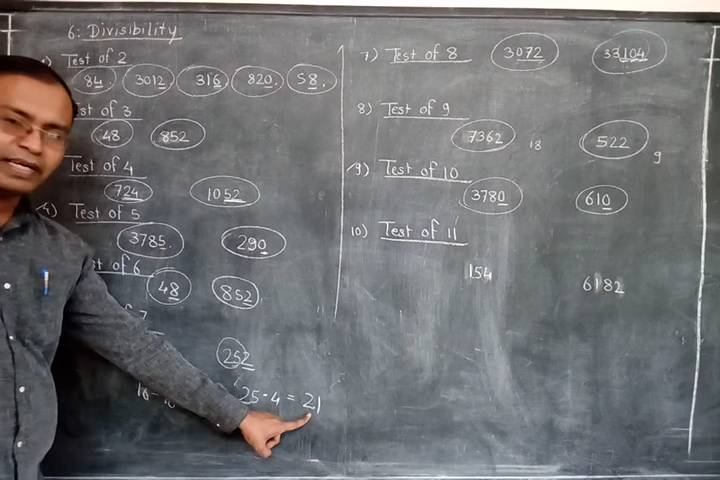 6: Divisibility
Test of 2
84 3012 316 820 58
Test of 3
48 852
Test of 4
724 1052
Test of 5
3785 290
of 6
48 852
252
25 - 4 = 21
7) Test of 8 3072 33104
8) Test of 9
7362 18 522 9
9) Test of 10
3780 610
10) Test of 11
154 6182